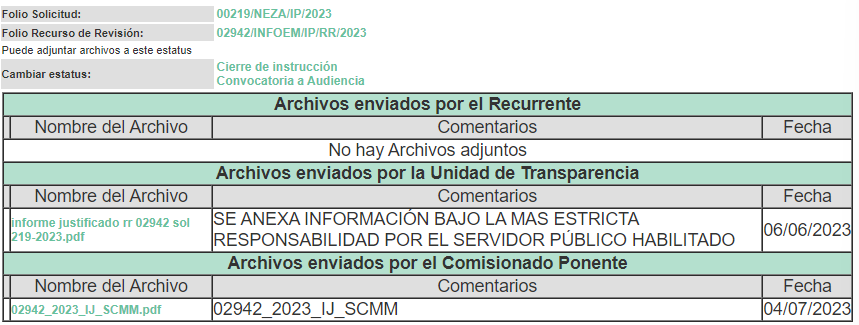 Folio Solicitud: 00219/NEZA/IP/2023
Folio Recurso de Revisión: 02942/INFOEM/IP/RR/2023
Puede adjuntar archivos a este estatus
Cambiar estatus: Cierre de instrucción
Convocatoria a Audiencia
Archivos enviados por el Recurrente
Nombre del Archivo Comentarios Fecha
No hay Archivos adjuntos
Archivos enviados por la Unidad de Transparencia
Nombre del Archivo Comentarios Fecha
informe justificado rr 02942 sol 219-2023.pdf SE ANEXA INFORMACIÓN BAJO LA MAS ESTRICTA RESPONSABILIDAD POR EL SERVIDOR PÚBLICO HABILITADO 06/06/2023
Archivos enviados por el Comisionado Ponente
Nombre del Archivo Comentarios Fecha
02942_2023_IJ_SCMM.pdf 02942_2023_IJ_SCMM 04/07/2023